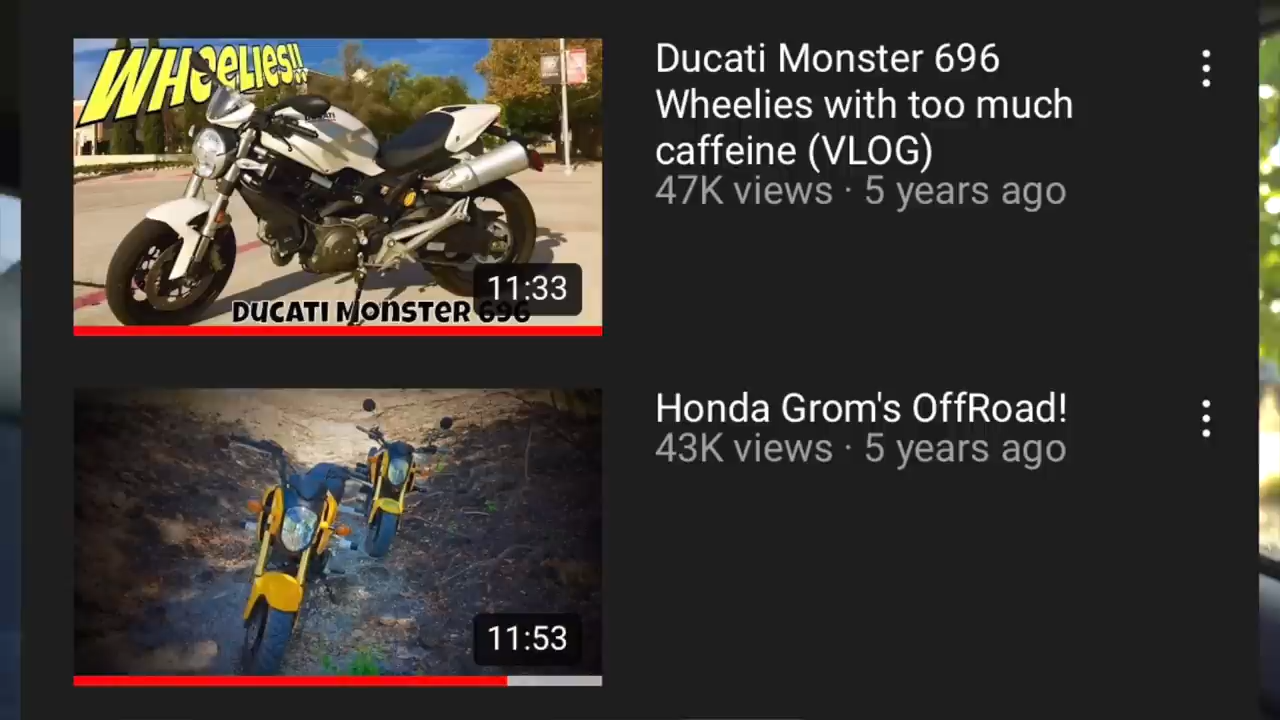 WHEELIES!!
DUCATI
DUCATI MONSTER 696
11:33
Ducati Monster 696
Wheelies with too much
caffeine (VLOG)
47K views · 5 years ago
11:53
Honda Grom's OffRoad!
43K views · 5 years ago